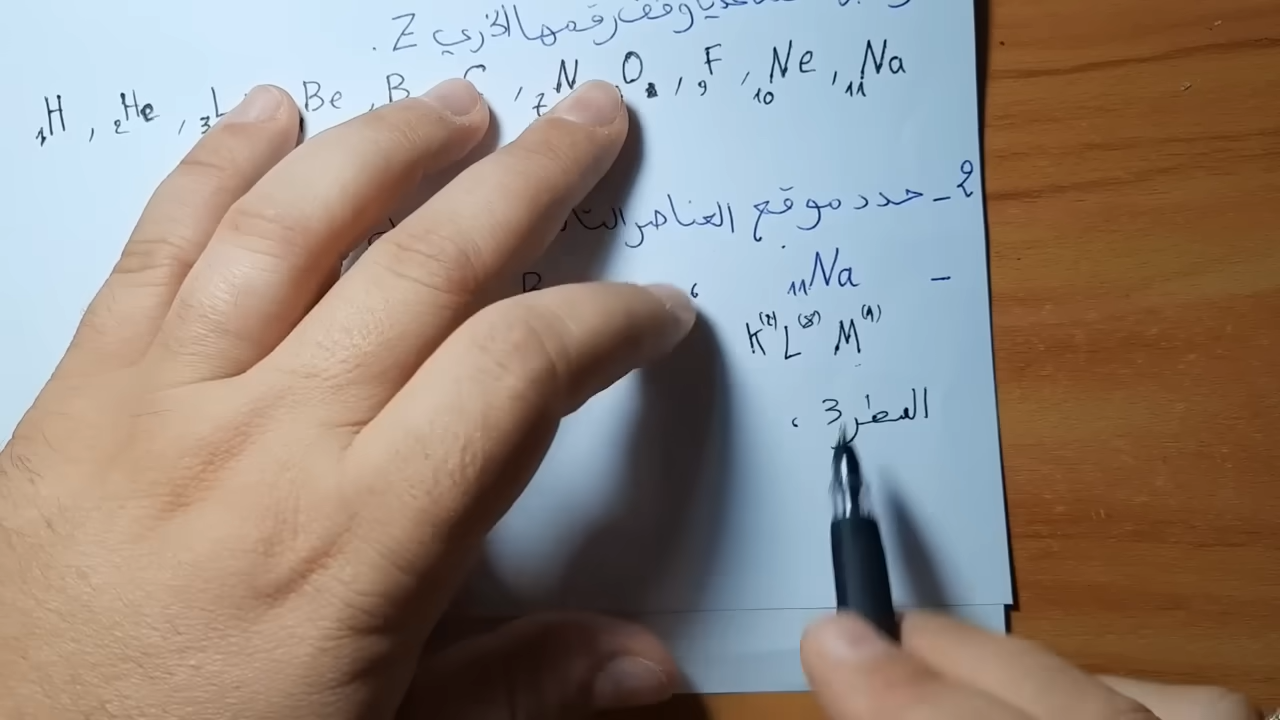 وفق رقمها الذري Z .
₁H , ₂He , ₃L Be , B C , ₇N O₈ , ₉F , ₁₀Ne , ₁₁Na
2 - حدد موقع العناصر التا
- ₁₁Na ، B
K⁽²⁾ L⁽⁸⁾ M⁽¹⁾
السطر 3 ،